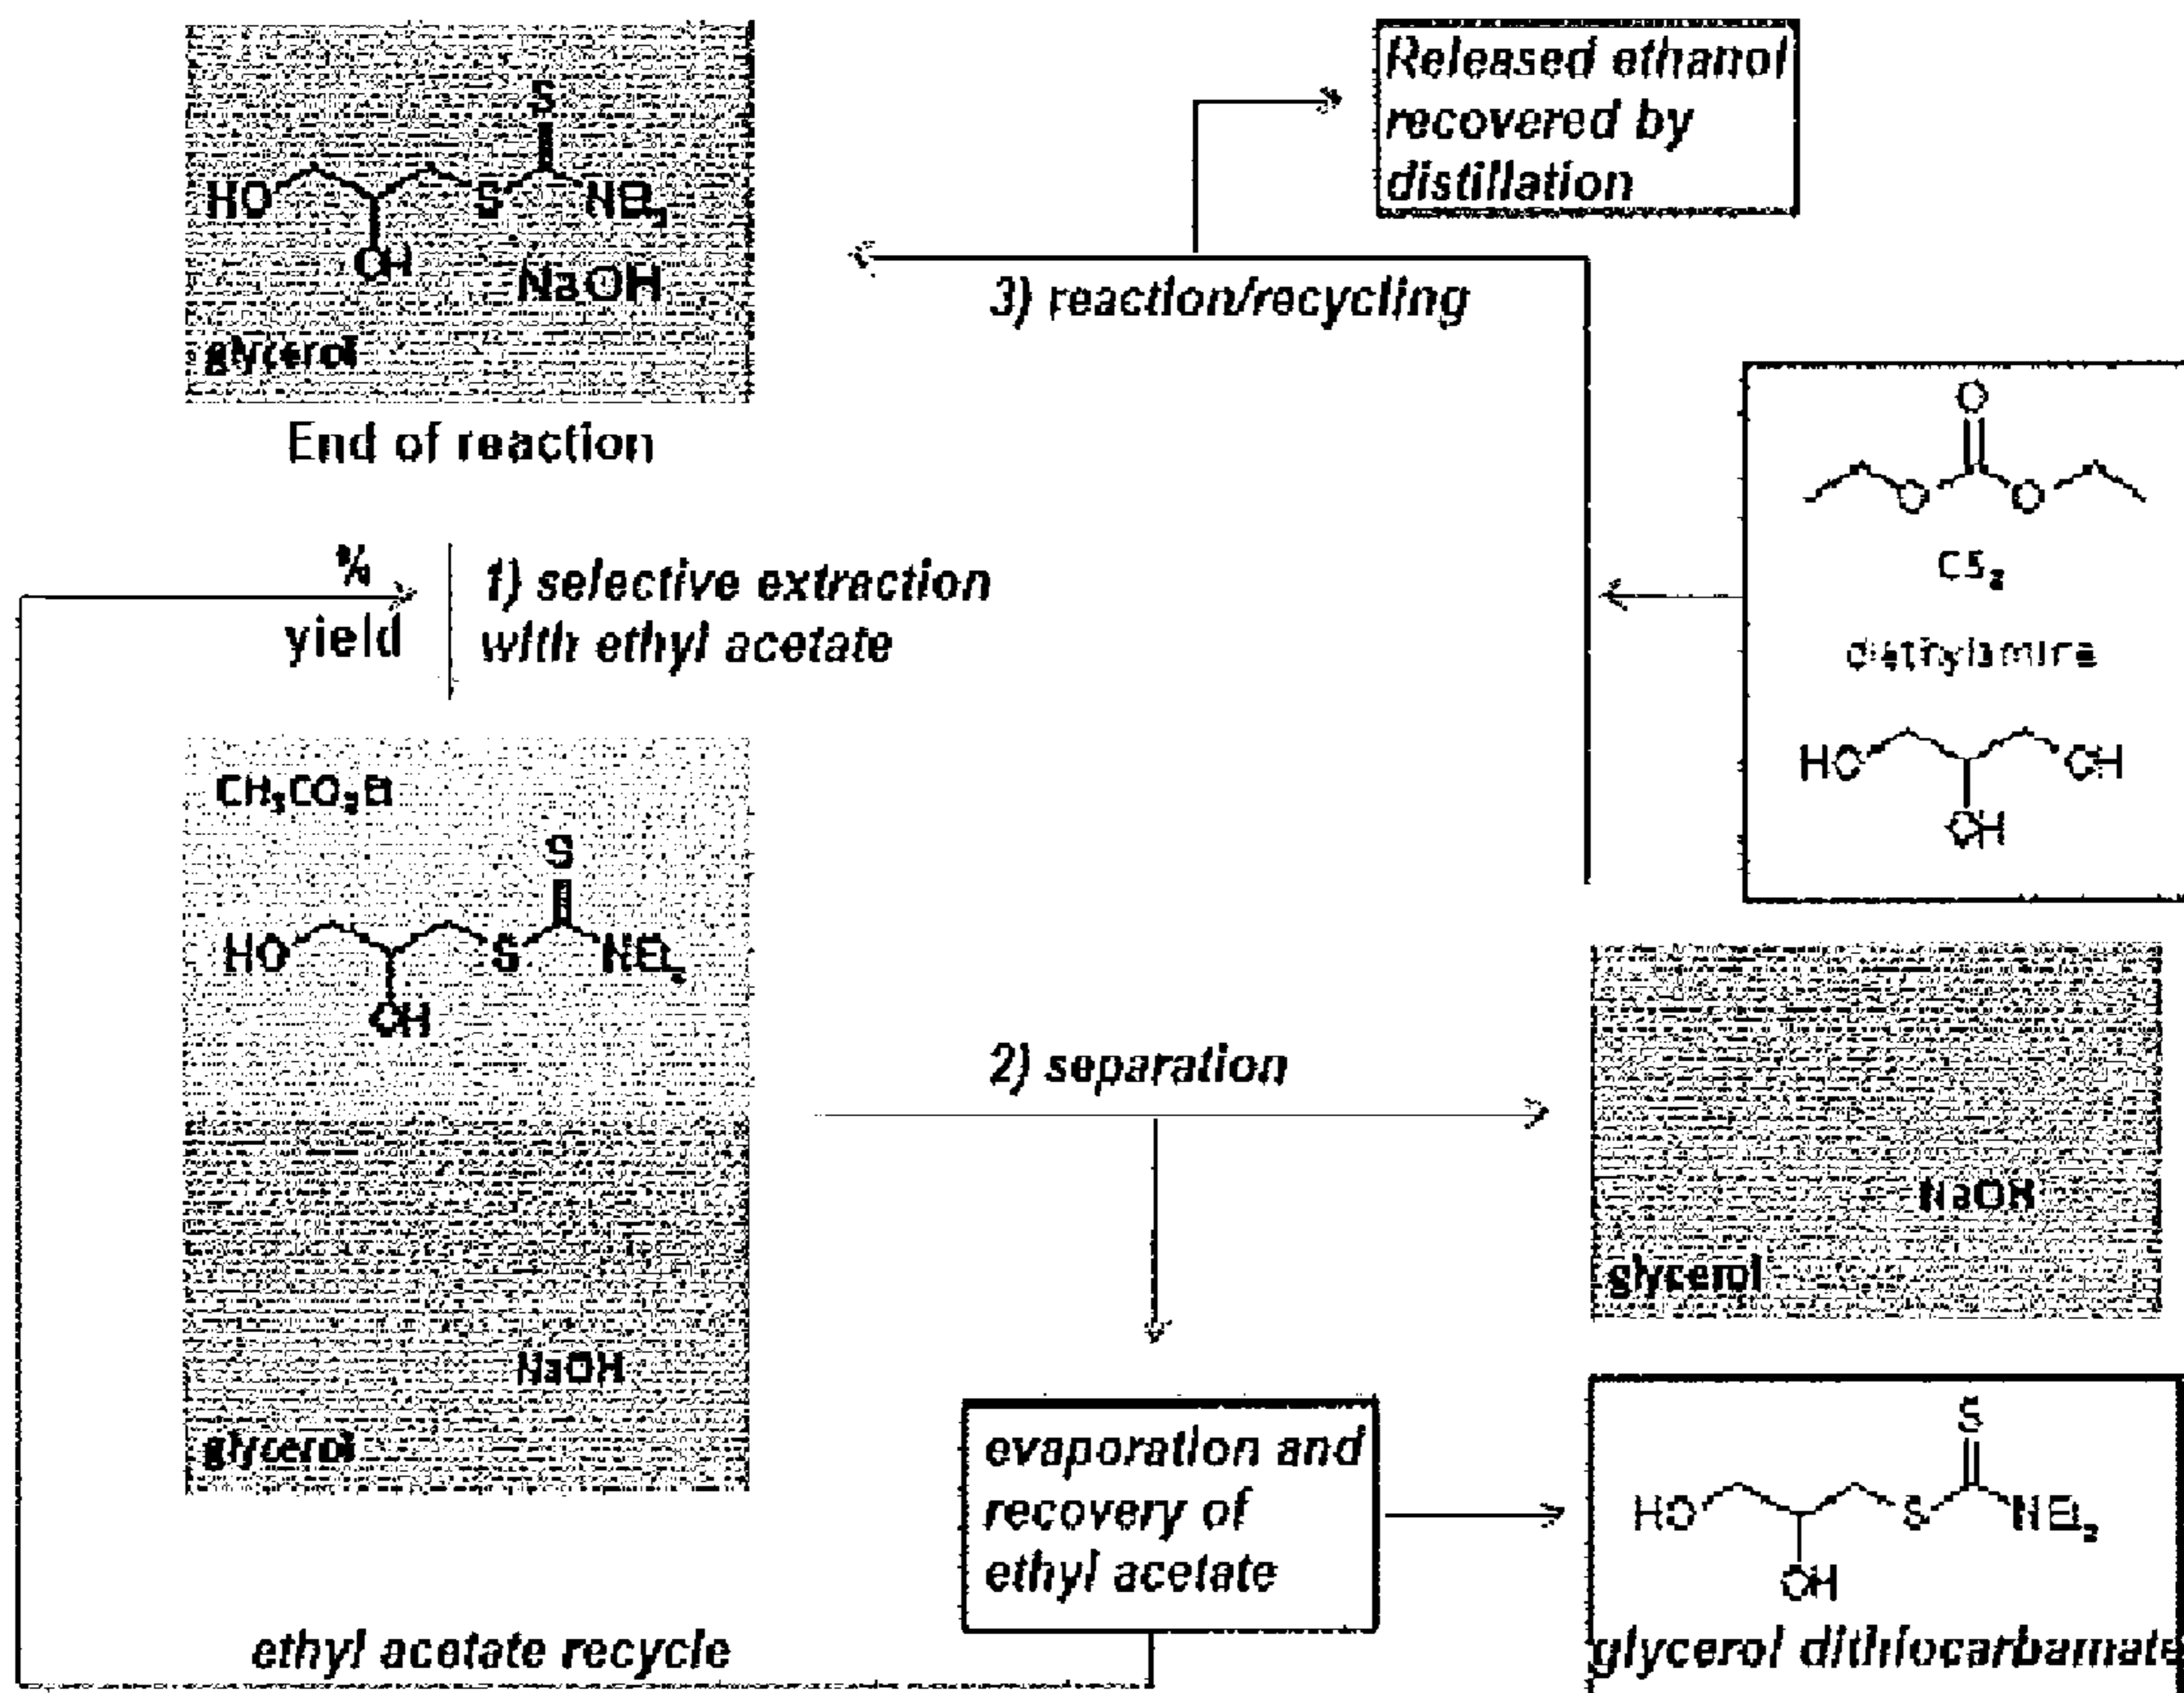 Released ethanol
recovered by
distillation
S
HO
S
NEt₂
OH
NaOH
glycerol
End of reaction
3) reaction/recycling
O
O
O
CS₂
diethylamine
HO
OH
OH
%
yield
1) selective extraction
with ethyl acetate
CH₃CO₂Et
S
HO
S
NEt₂
OH
NaOH
glycerol
2) separation
NaOH
glycerol
evaporation and
recovery of
ethyl acetate
S
HO
S
NEt₂
OH
glycerol dithiocarbamate
ethyl acetate recycle